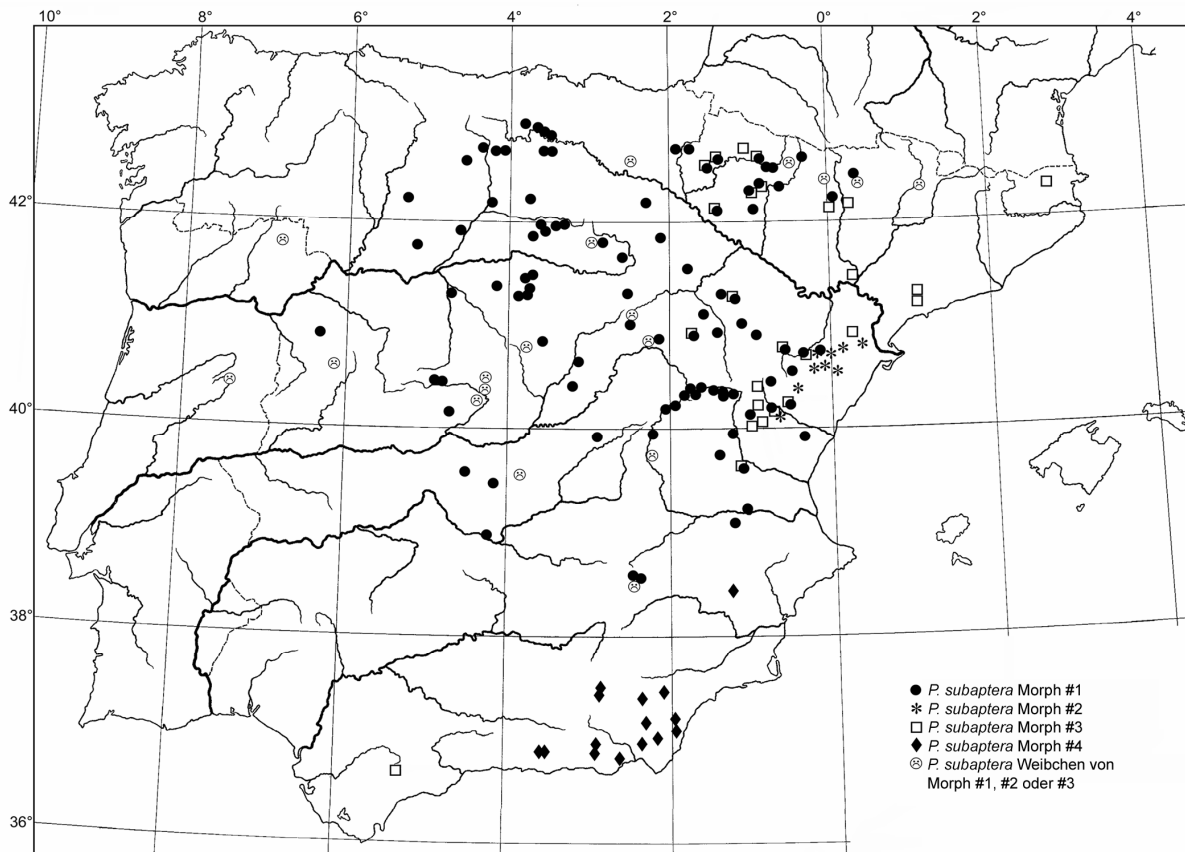 10° 8° 6° 4° 2° 0° 2° 4°
42°
40°
38°
36°
P. subaptera Morph #1
P. subaptera Morph #2
P. subaptera Morph #3
P. subaptera Morph #4
P. subaptera Weibchen von
Morph #1, #2 oder #3